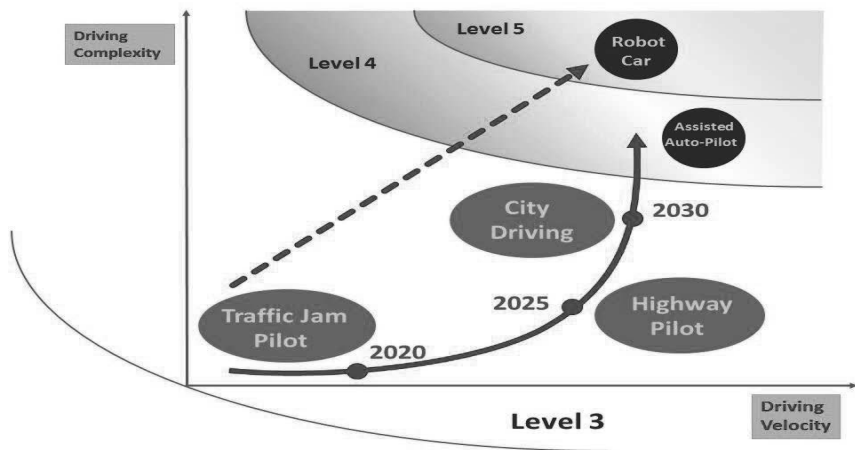 Driving
Complexity
Level 5
Robot
Car
Level 4
Assisted
Auto-Pilot
City
Driving
2030
2025
Highway
Pilot
Traffic Jam
Pilot
2020
Level 3
Driving
Velocity